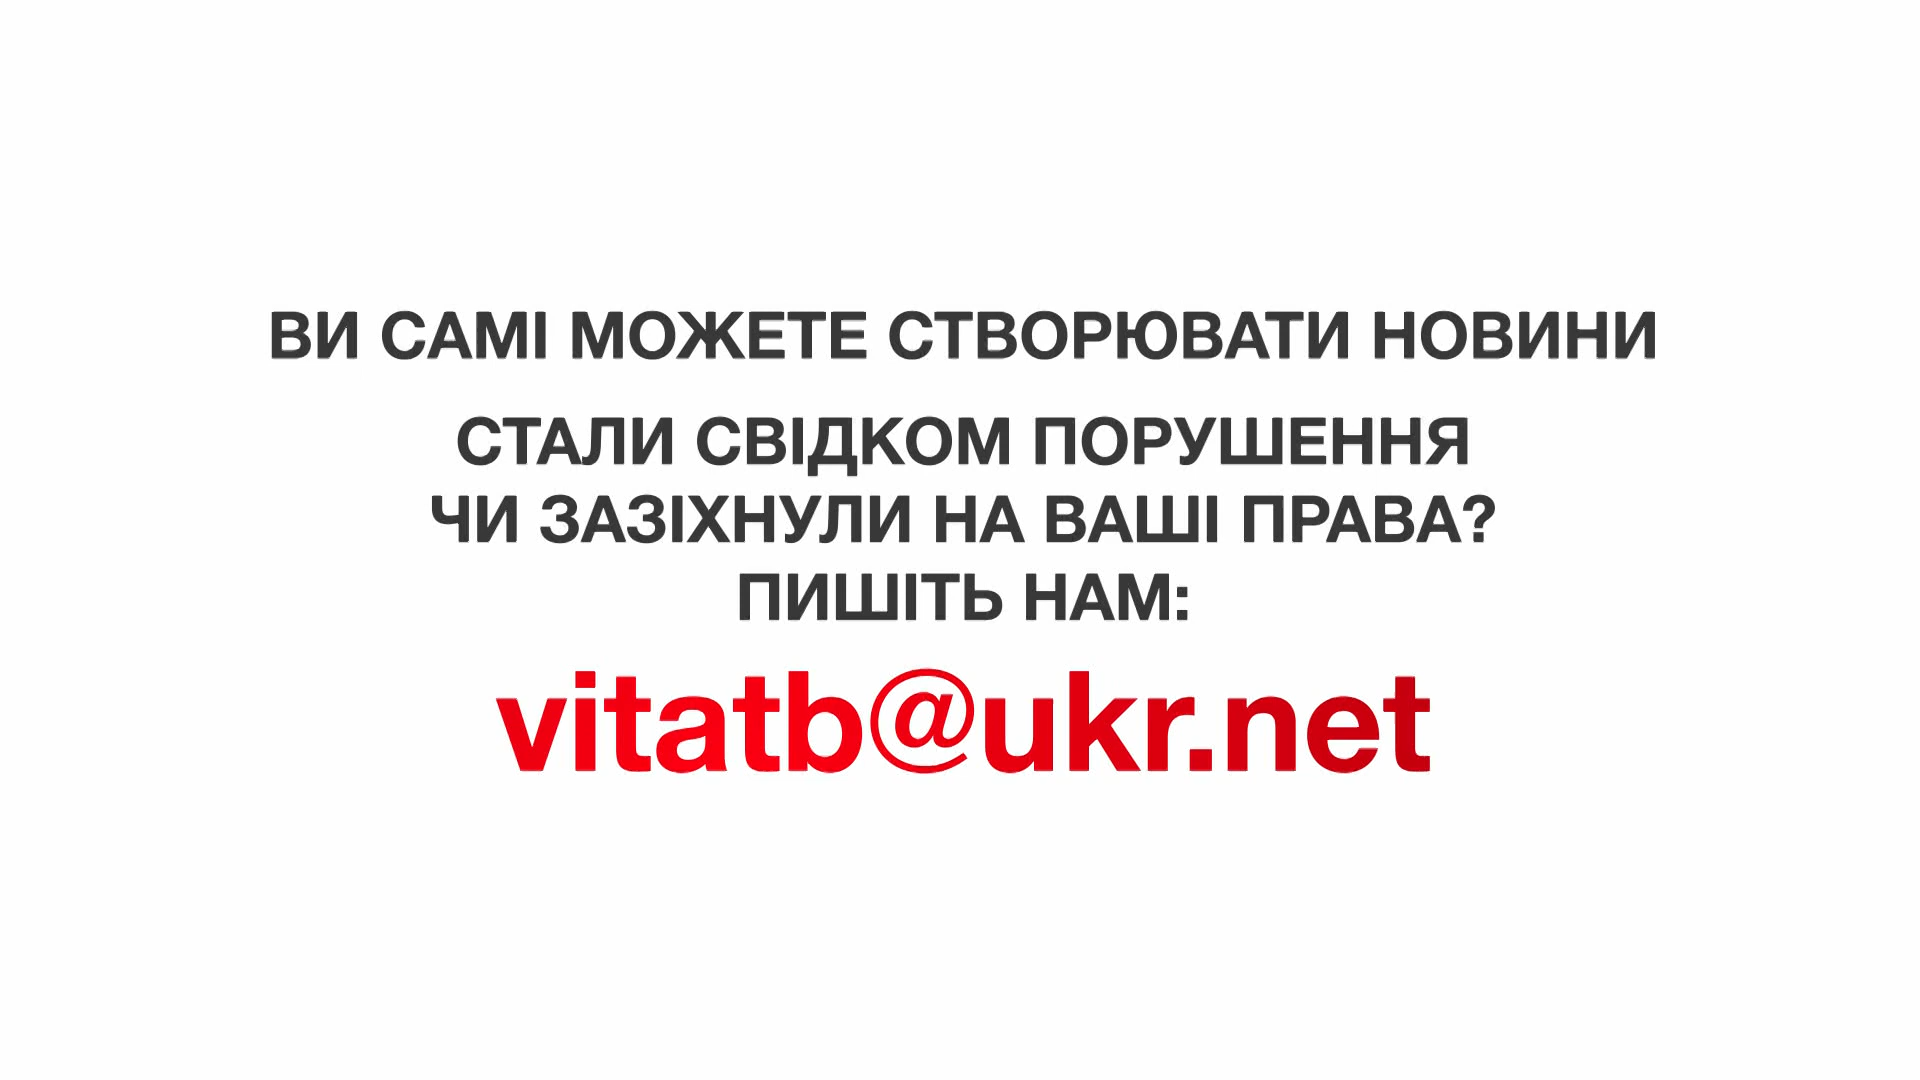 ВИ САМІ МОЖЕТЕ СТВОРЮВАТИ НОВИНИ
СТАЛИ СВІДКОМ ПОРУШЕННЯ
ЧИ ЗАЗІХНУЛИ НА ВАШІ ПРАВА?
ПИШІТЬ НАМ:
vitatb@ukr.net